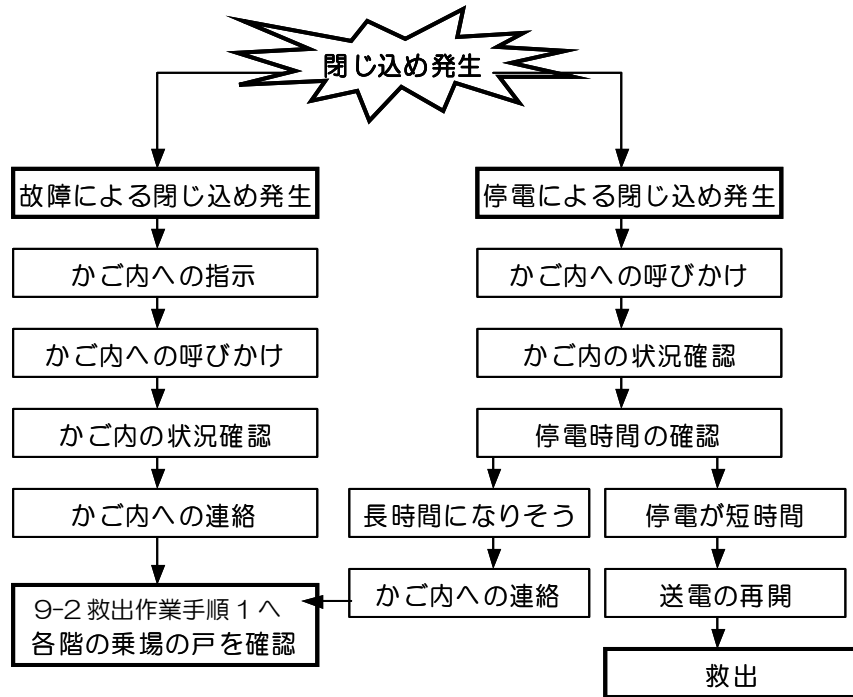 閉じ込め発生
故障による閉じ込め発生
かご内への指示
かご内への呼びかけ
かご内の状況確認
かご内への連絡
9-2 救出作業手順 1 へ
各階の乗場の戸を確認
停電による閉じ込め発生
かご内への呼びかけ
かご内の状況確認
停電時間の確認
長時間になりそう
かご内への連絡
停電が短時間
送電の再開
救出